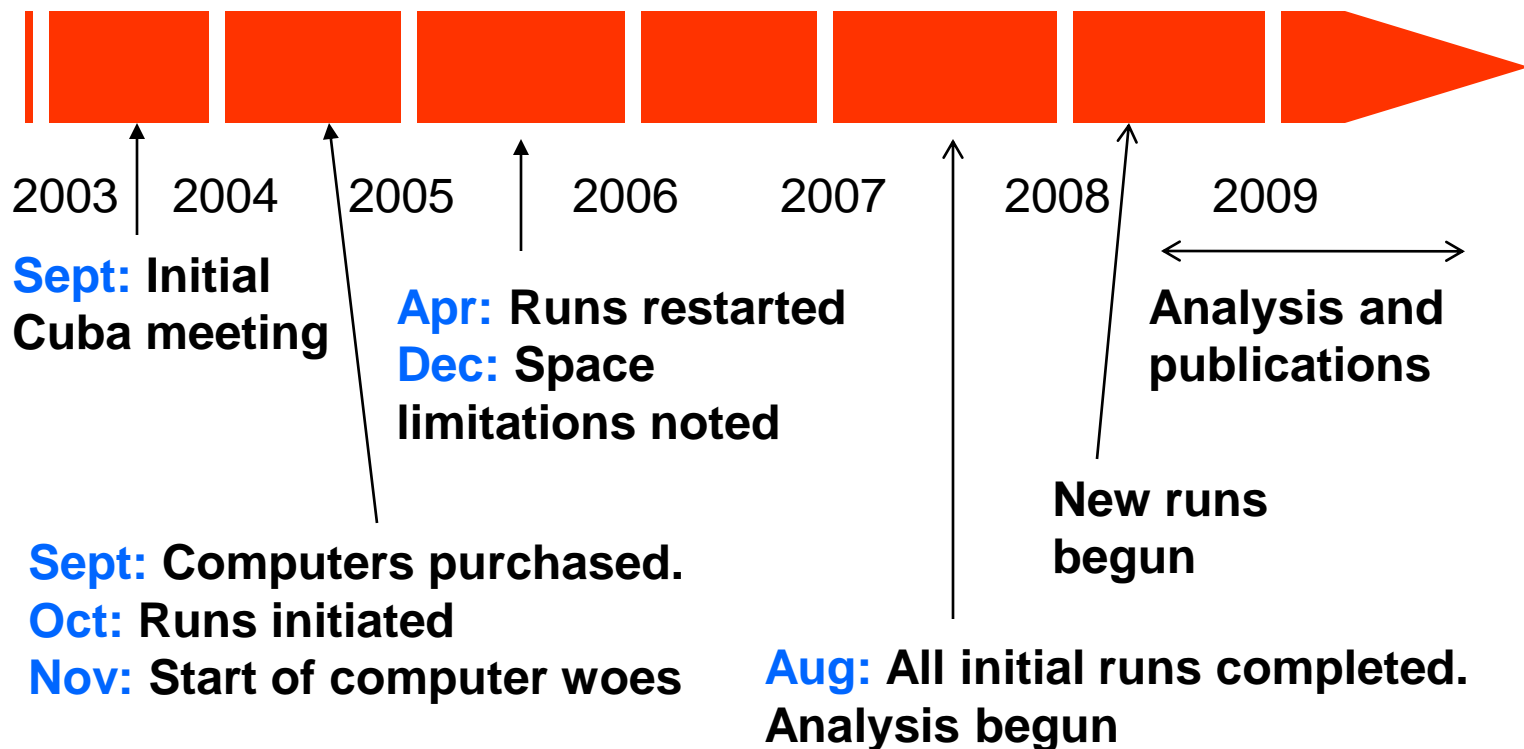 2003 2004 2005 2006 2007 2008 2009
Sept: Initial
Cuba meeting
Apr: Runs restarted
Dec: Space
limitations noted
Analysis and
publications
New runs
begun
Sept: Computers purchased.
Oct: Runs initiated
Nov: Start of computer woes
Aug: All initial runs completed.
Analysis begun